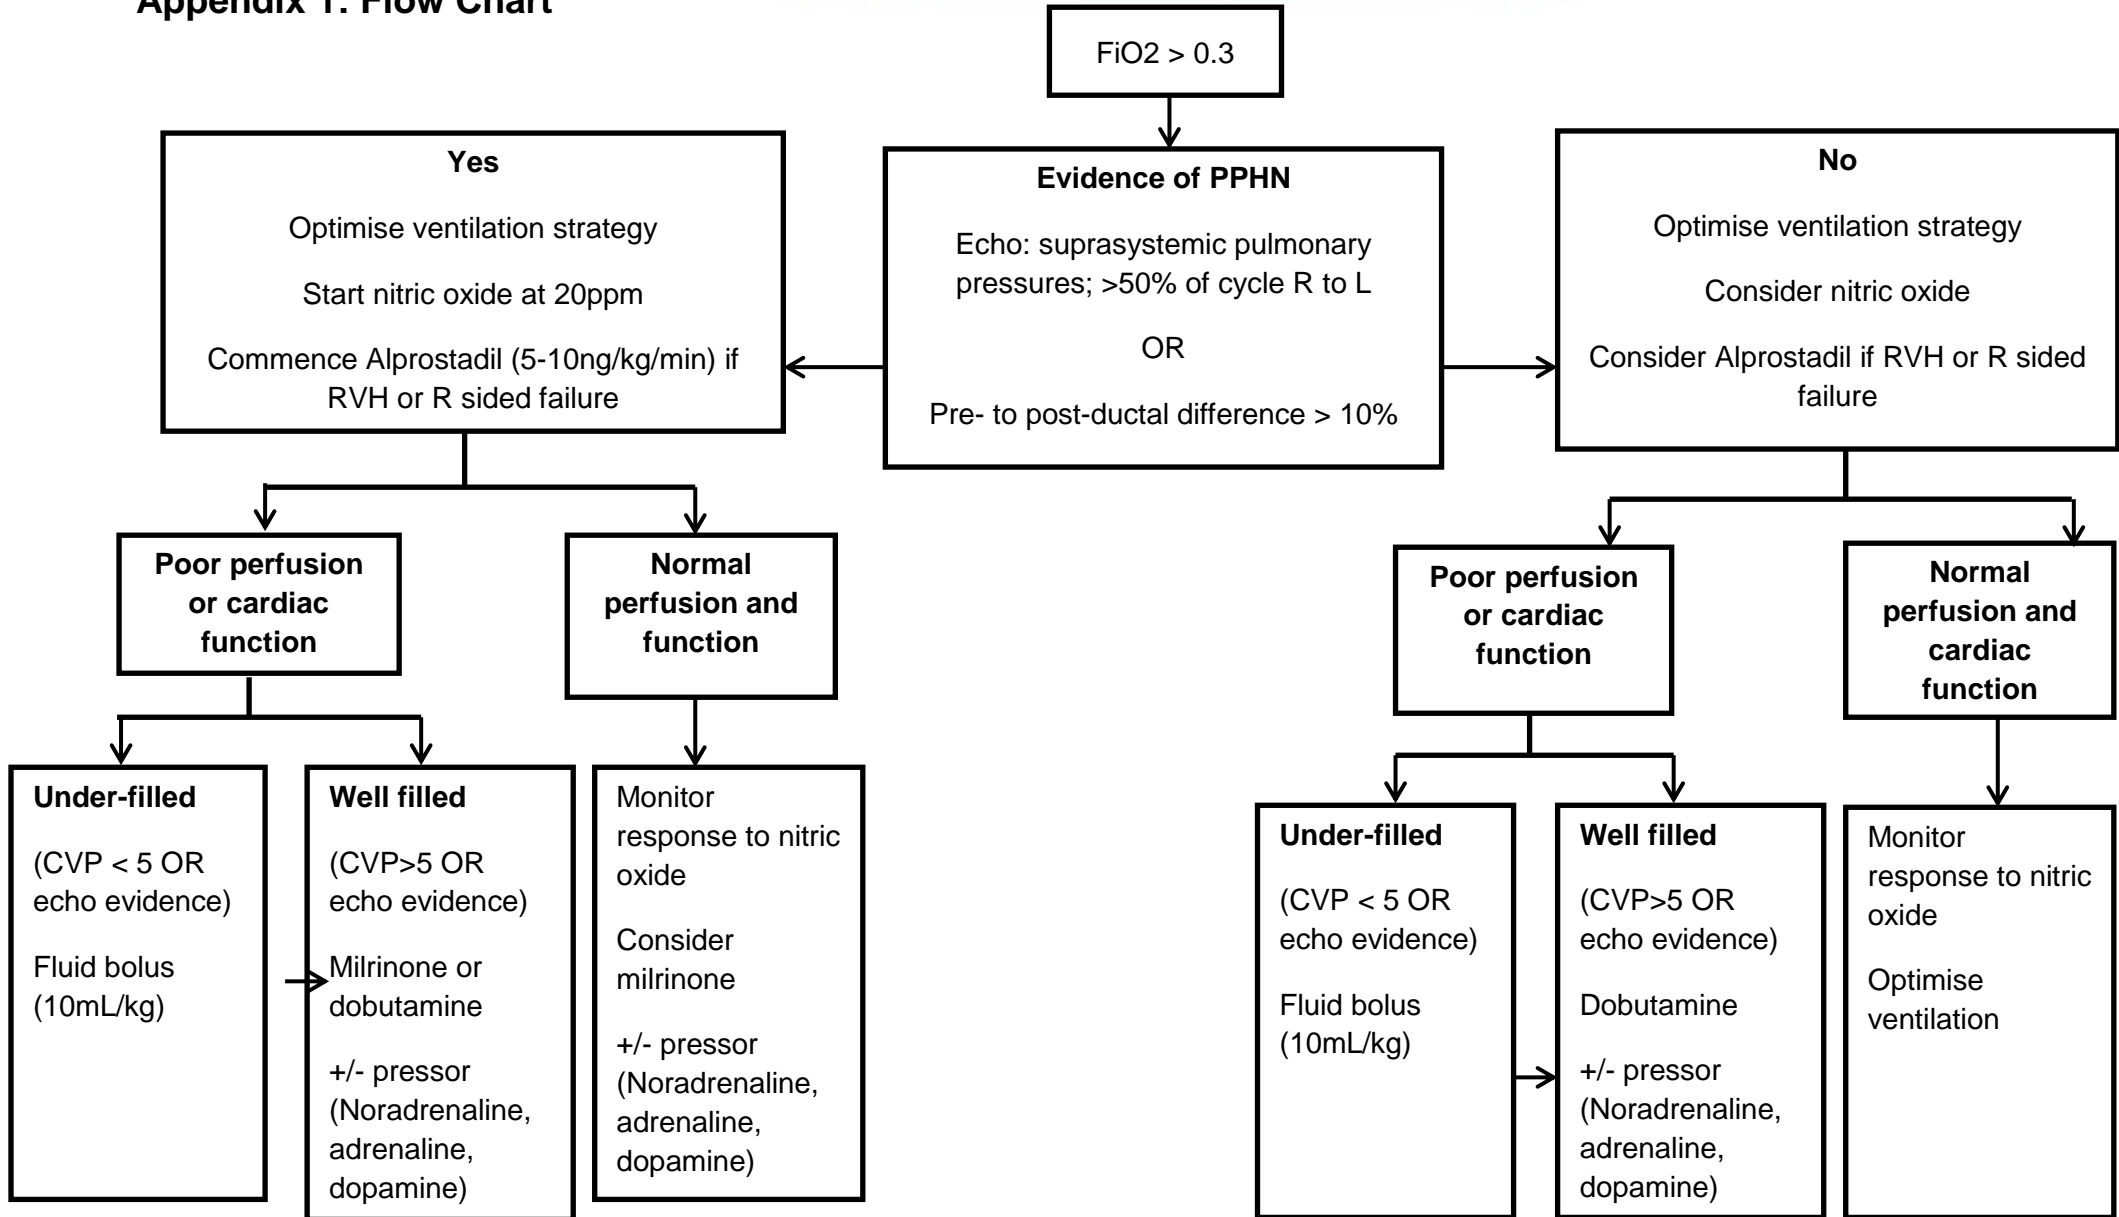 Appendix 1: Flow Chart
FiO2 > 0.3
Yes
Optimise ventilation strategy
Start nitric oxide at 20ppm
Commence Alprostadil (5-10ng/kg/min) if
RVH or R sided failure
Evidence of PPHN
Echo: suprasystemic pulmonary
pressures; >50% of cycle R to L
OR
Pre- to post-ductal difference > 10%
No
Optimise ventilation strategy
Consider nitric oxide
Consider Alprostadil if RVH or R sided
failure
Poor perfusion
or cardiac
function
Normal
perfusion and
function
Poor perfusion
or cardiac
function
Normal
perfusion and
cardiac
function
Under-filled
(CVP < 5 OR
echo evidence)
Fluid bolus
(10mL/kg)
Well filled
(CVP>5 OR
echo evidence)
Milrinone or
dobutamine
+/- pressor
(Noradrenaline,
adrenaline,
dopamine)
Monitor
response to nitric
oxide
Consider
milrinone
+/- pressor
(Noradrenaline,
adrenaline,
dopamine)
Under-filled
(CVP < 5 OR
echo evidence)
Fluid bolus
(10mL/kg)
Well filled
(CVP>5 OR
echo evidence)
Dobutamine
+/- pressor
(Noradrenaline,
adrenaline,
dopamine)
Monitor
response to nitric
oxide
Optimise
ventilation